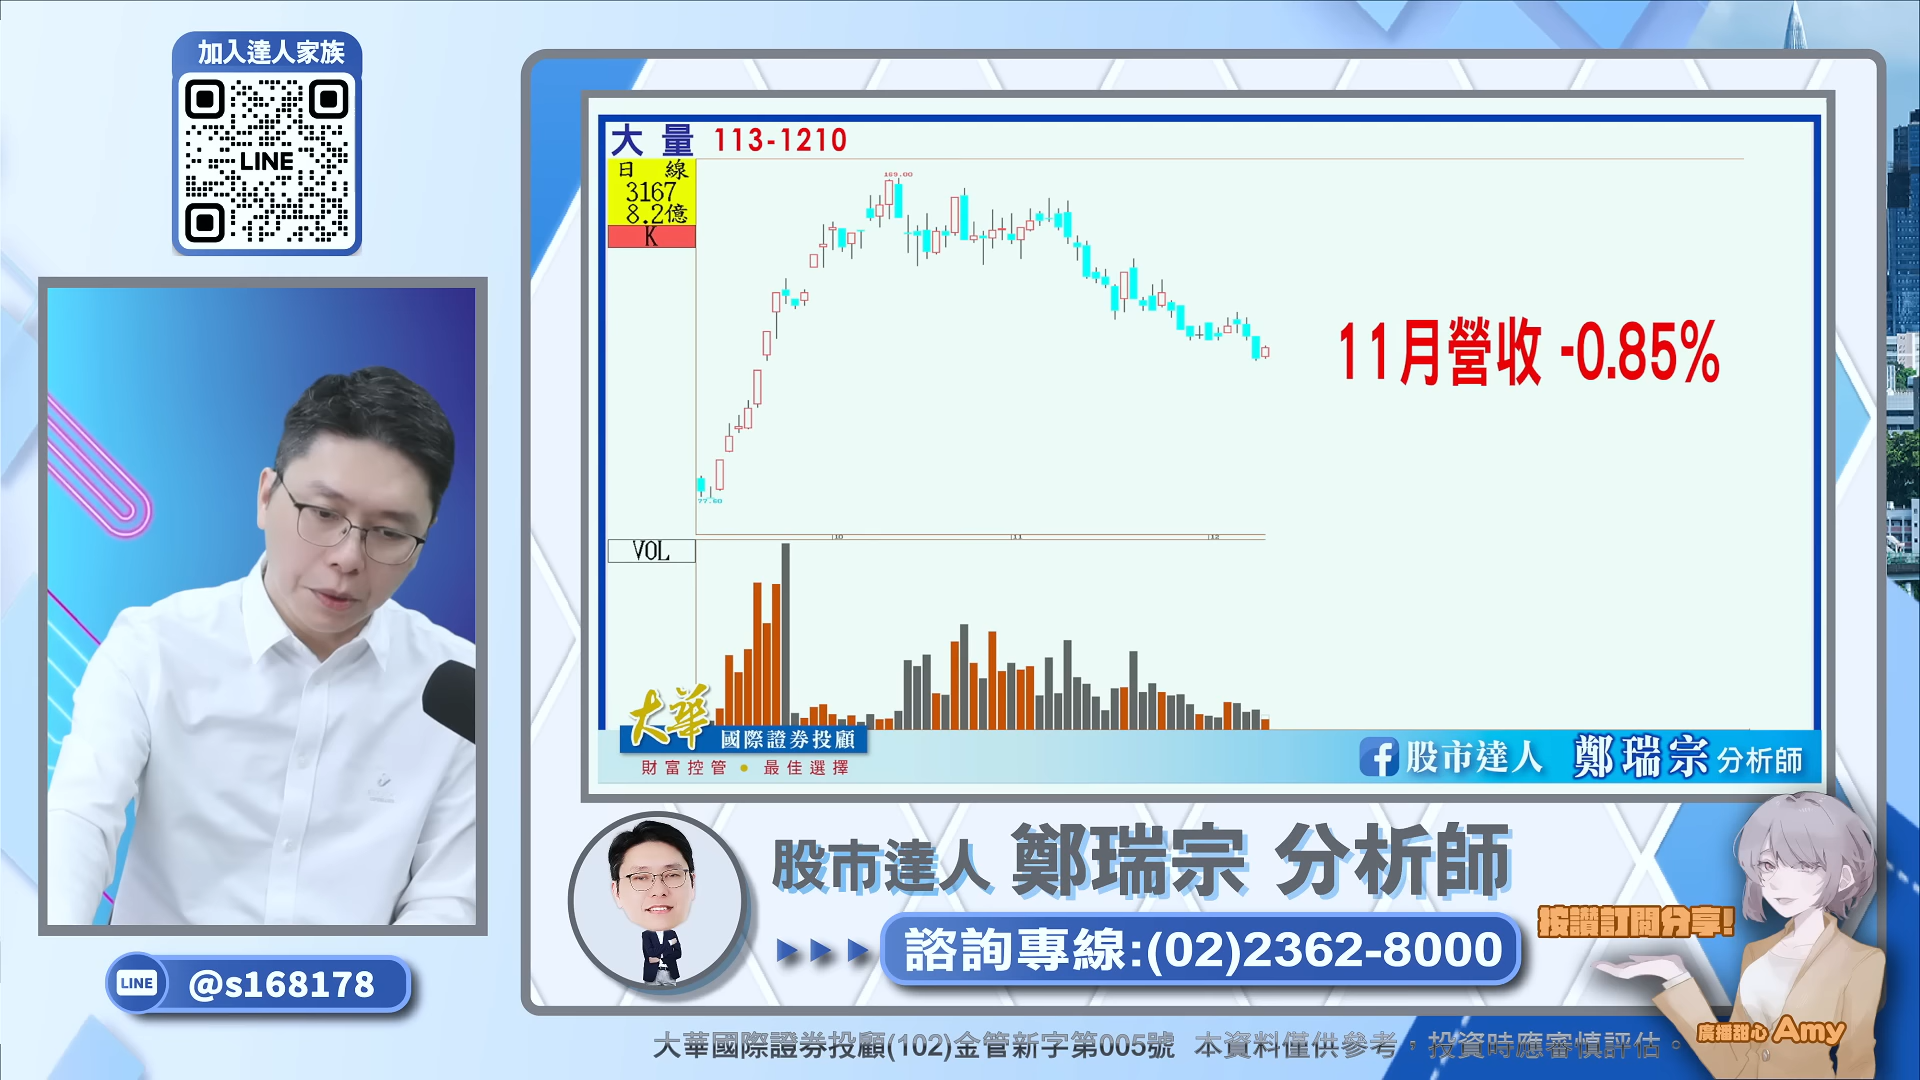 加入達人家族
LINE
大量 113-1210
日線
3167
8.2億
K
169.00
77.60
11月營收 -0.85%
10 11 12
VOL
大華
國際證券投顧
財富控管 • 最佳選擇
股市達人 鄭瑞宗 分析師
股市達人 鄭瑞宗 分析師
諮詢專線:(02)2362-8000
按讚訂閱分享!
廣播甜心 Amy
LINE @s168178
大華國際證券投顧(102)金管新字第005號 本資料僅供參考，投資時應審慎評估。